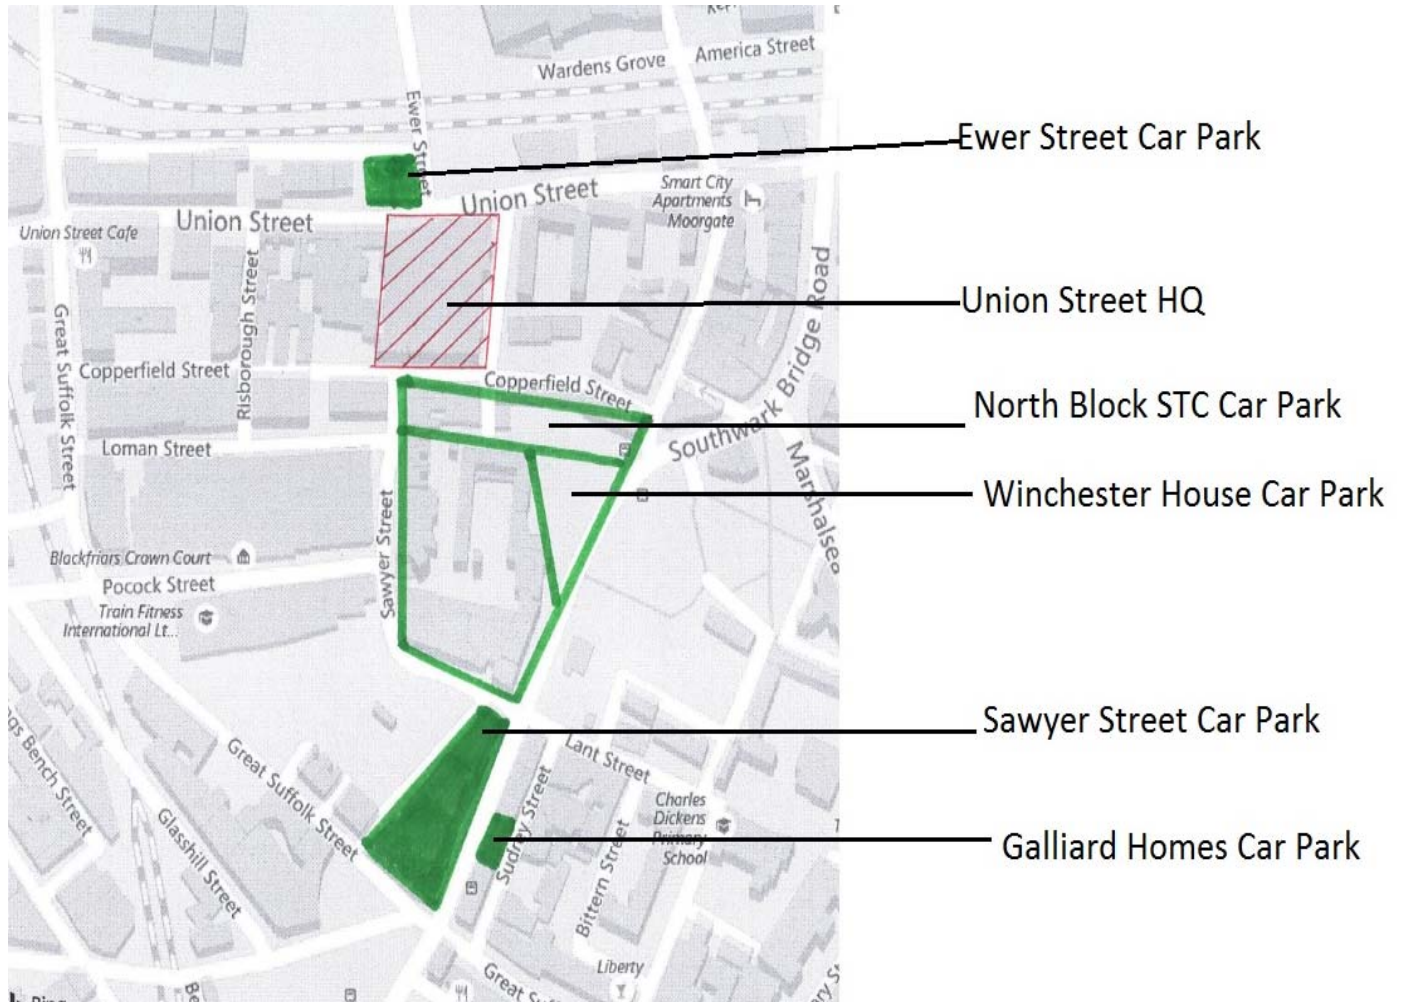 Wardens Grove
America Street
Ewer Street
Ewer Street Car Park
Union Street
Smart City
Apartments
Moorgate
Union Street
Union Street Cafe
Risborough Street
Southwark Bridge Road
Union Street HQ
Great Suffolk Street
Copperfield Street
Copperfield Street
North Block STC Car Park
Loman Street
Marshalsea
Winchester House Car Park
Sawyer Street
Blackfriars Crown Court
Pocock Street
Train Fitness
International Lt...
Sawyer Street Car Park
Bench Street
Great Suffolk Street
Lant Street
Glasshill Street
Sudrey Street
Charles
Dickens
Primary
School
Bittern Street
Galliard Homes Car Park
Liberty
Great